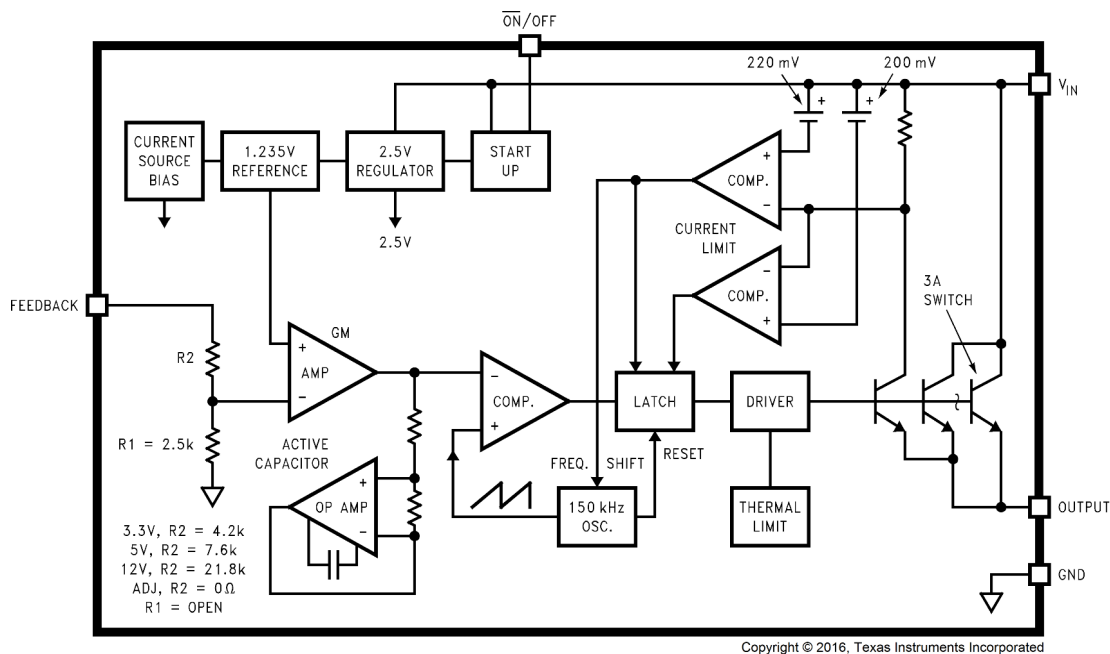 ON/OFF
220 mV
200 mV
VIN
CURRENT
SOURCE
BIAS
1.235V
REFERENCE
2.5V
REGULATOR
START
UP
+
+
+
COMP.
−
2.5V
CURRENT
LIMIT
−
COMP.
+
3A
SWITCH
FEEDBACK
GM
R2
+
AMP
−
−
COMP.
+
LATCH
DRIVER
R1 = 2.5k
ACTIVE
CAPACITOR
FREQ. SHIFT
RESET
+
OP AMP
−
150 kHz
OSC.
THERMAL
LIMIT
OUTPUT
3.3V, R2 = 4.2k
5V, R2 = 7.6k
12V, R2 = 21.8k
ADJ, R2 = 0Ω
R1 = OPEN
GND
Copyright © 2016, Texas Instruments Incorporated